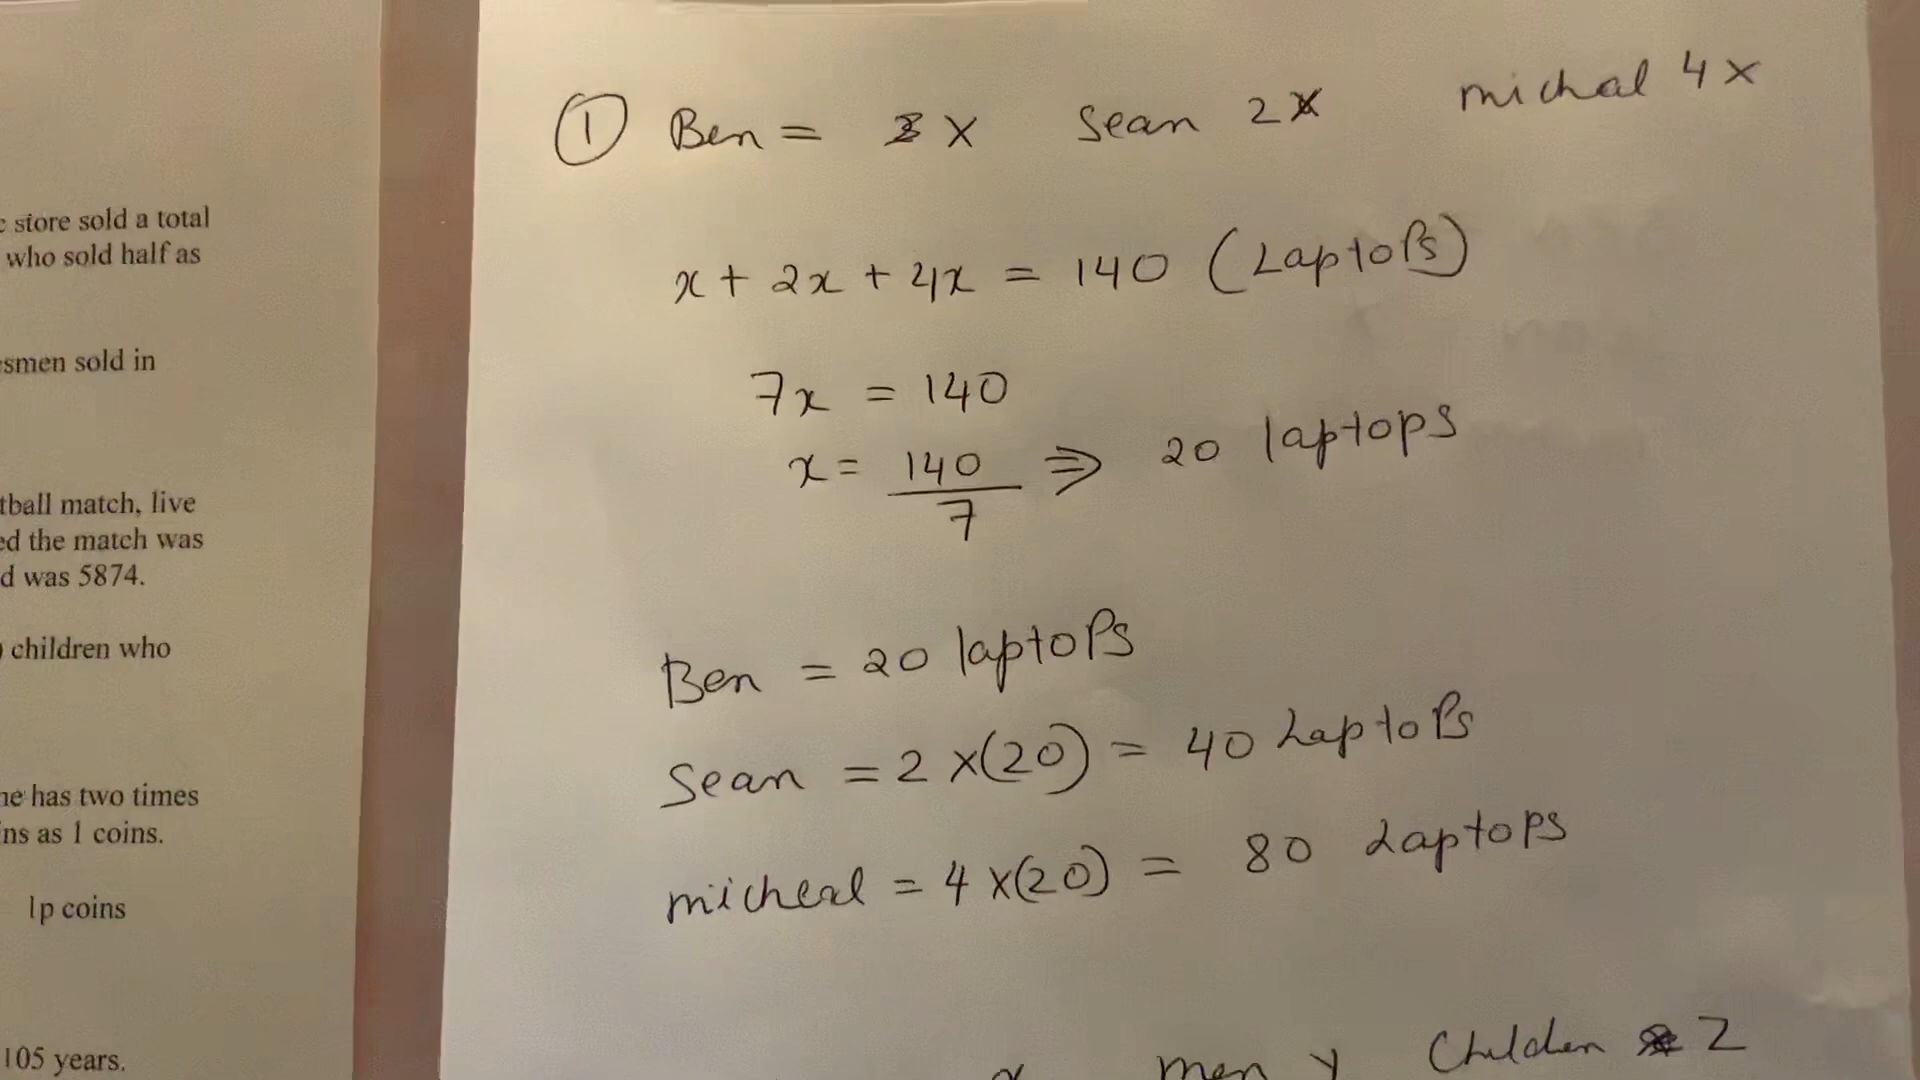 store sold a total
who sold half as
smen sold in
tball match, live
ed the match was
d was 5874.
children who
he has two times
ins as 1 coins.
1p coins
105 years.
① Ben = x Sean 2x michal 4x
x + 2x + 4x = 140 (Laptops)
7x = 140
x = 140/7 ⇒ 20 laptops
Ben = 20 laptops
Sean = 2 x(20) = 40 Laptops
micheal = 4 x(20) = 80 Laptops
men y Children z